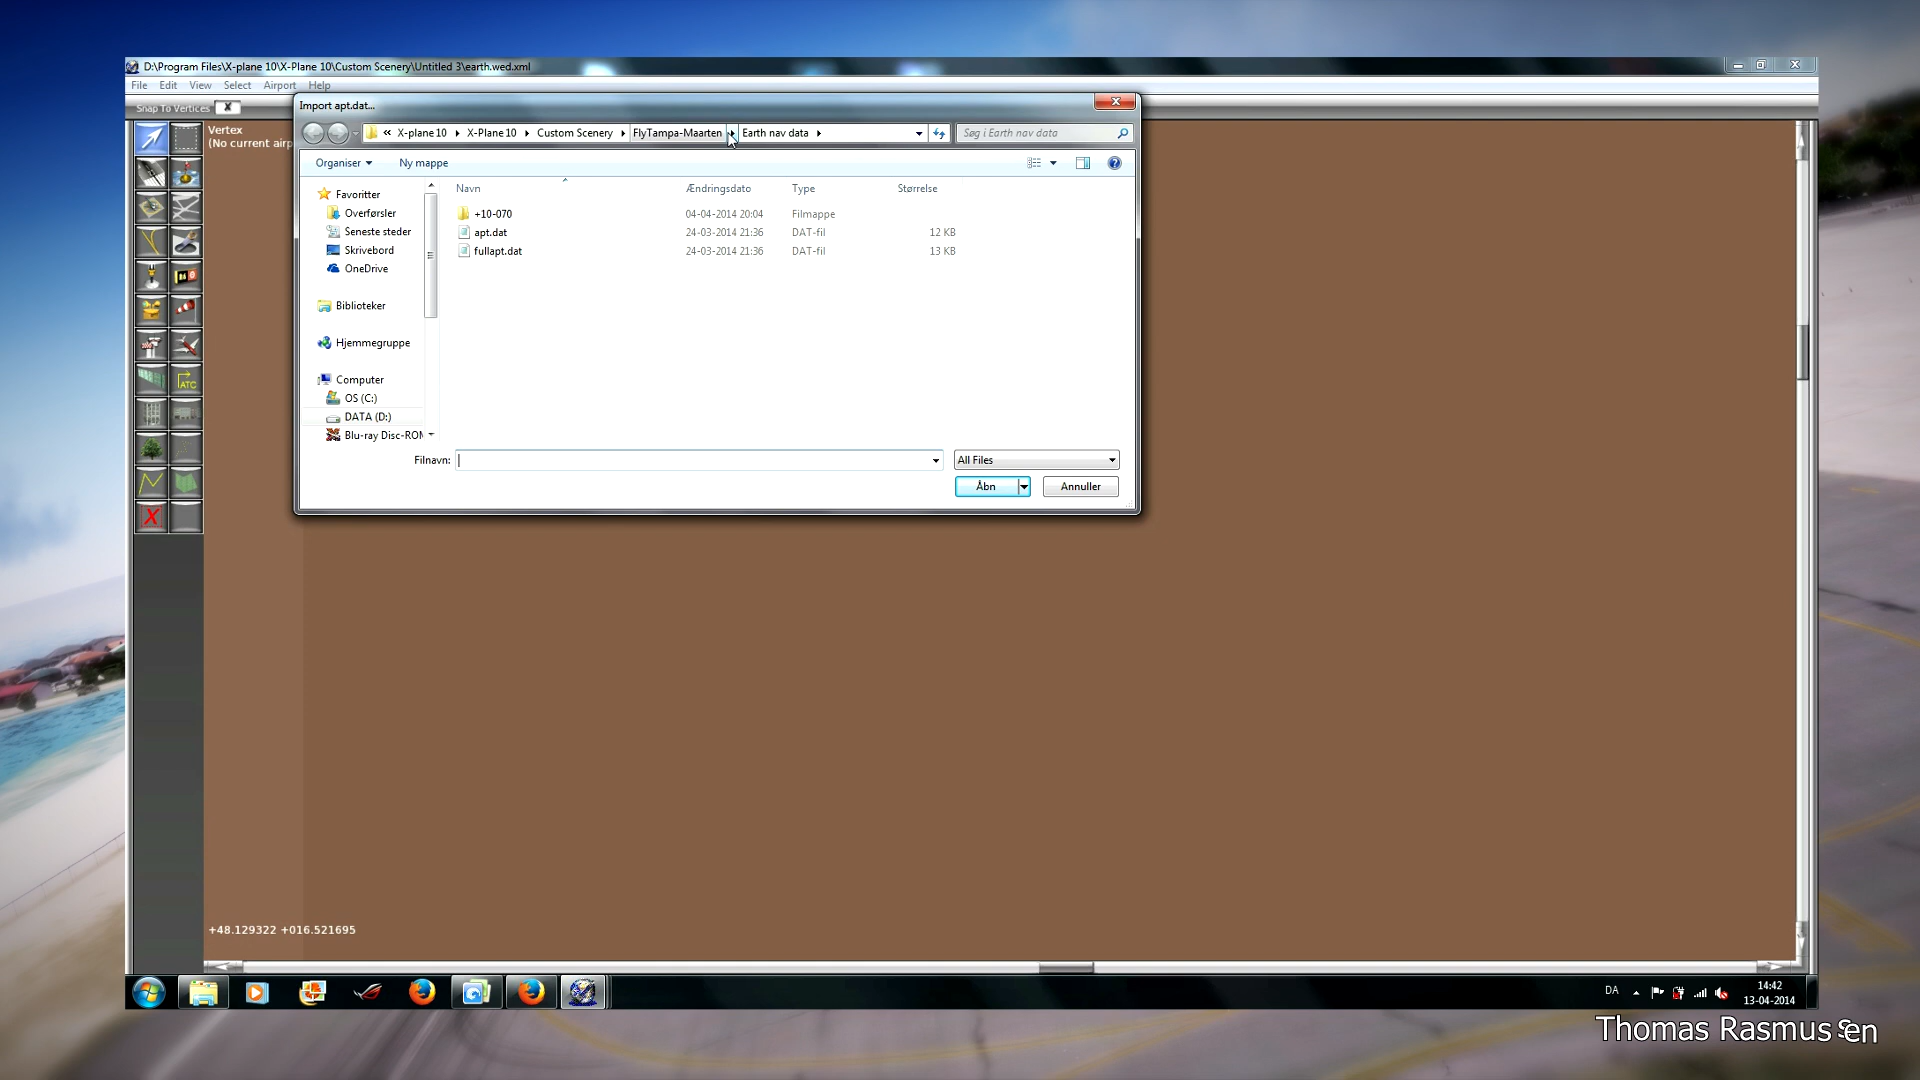 D:\Program Files\X-plane 10\X-Plane 10\Custom Scenery\Untitled 3\earth.wed.xml
File Edit View Select Airport Help
Snap To Vertices X
Import apt.dat...
« X-plane 10 X-Plane 10 Custom Scenery FlyTampa-Maarten Earth nav data
Søg i Earth nav data
Organiser Ny mappe
Vertex
(No current airp
Navn Ændringsdato Type Størrelse
+10-070 04-04-2014 20:04 Filmappe
apt.dat 24-03-2014 21:36 DAT-fil 12 KB
fullapt.dat 24-03-2014 21:36 DAT-fil 13 KB
Favoritter
Overførsler
Seneste steder
Skrivebord
OneDrive
Biblioteker
Hjemmegruppe
Computer
OS (C:)
DATA (D:)
Blu-ray Disc-ROM
ATC
Filnavn: All Files
Åbn Annuller
+48.129322 +016.521695
DA
14:42
13-04-2014
Thomas Rasmussen